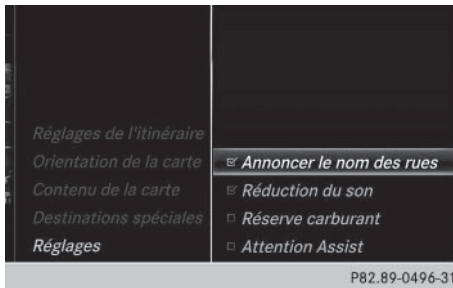 Réglages de l'itinéraire
Orientation de la carte
Contenu de la carte
Destinations spéciales
Réglages
Annoncer le nom des rues
Réduction du son
Réserve carburant
Attention Assist
P82.89-0496-31